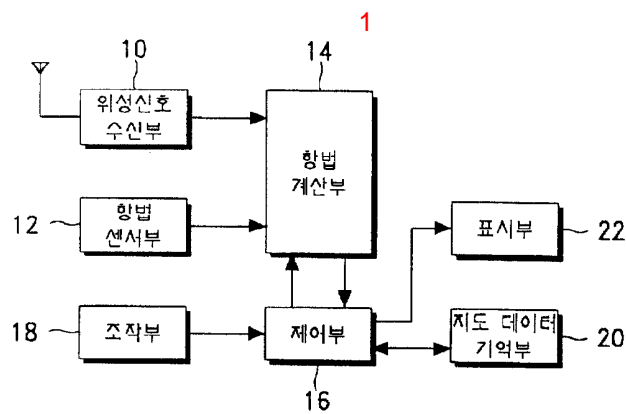 1
10
14
위성신호
수신부
항법
계산부
12
항법
센서부
표시부
22
18
조작부
제어부
지도 데이터
기억부
20
16